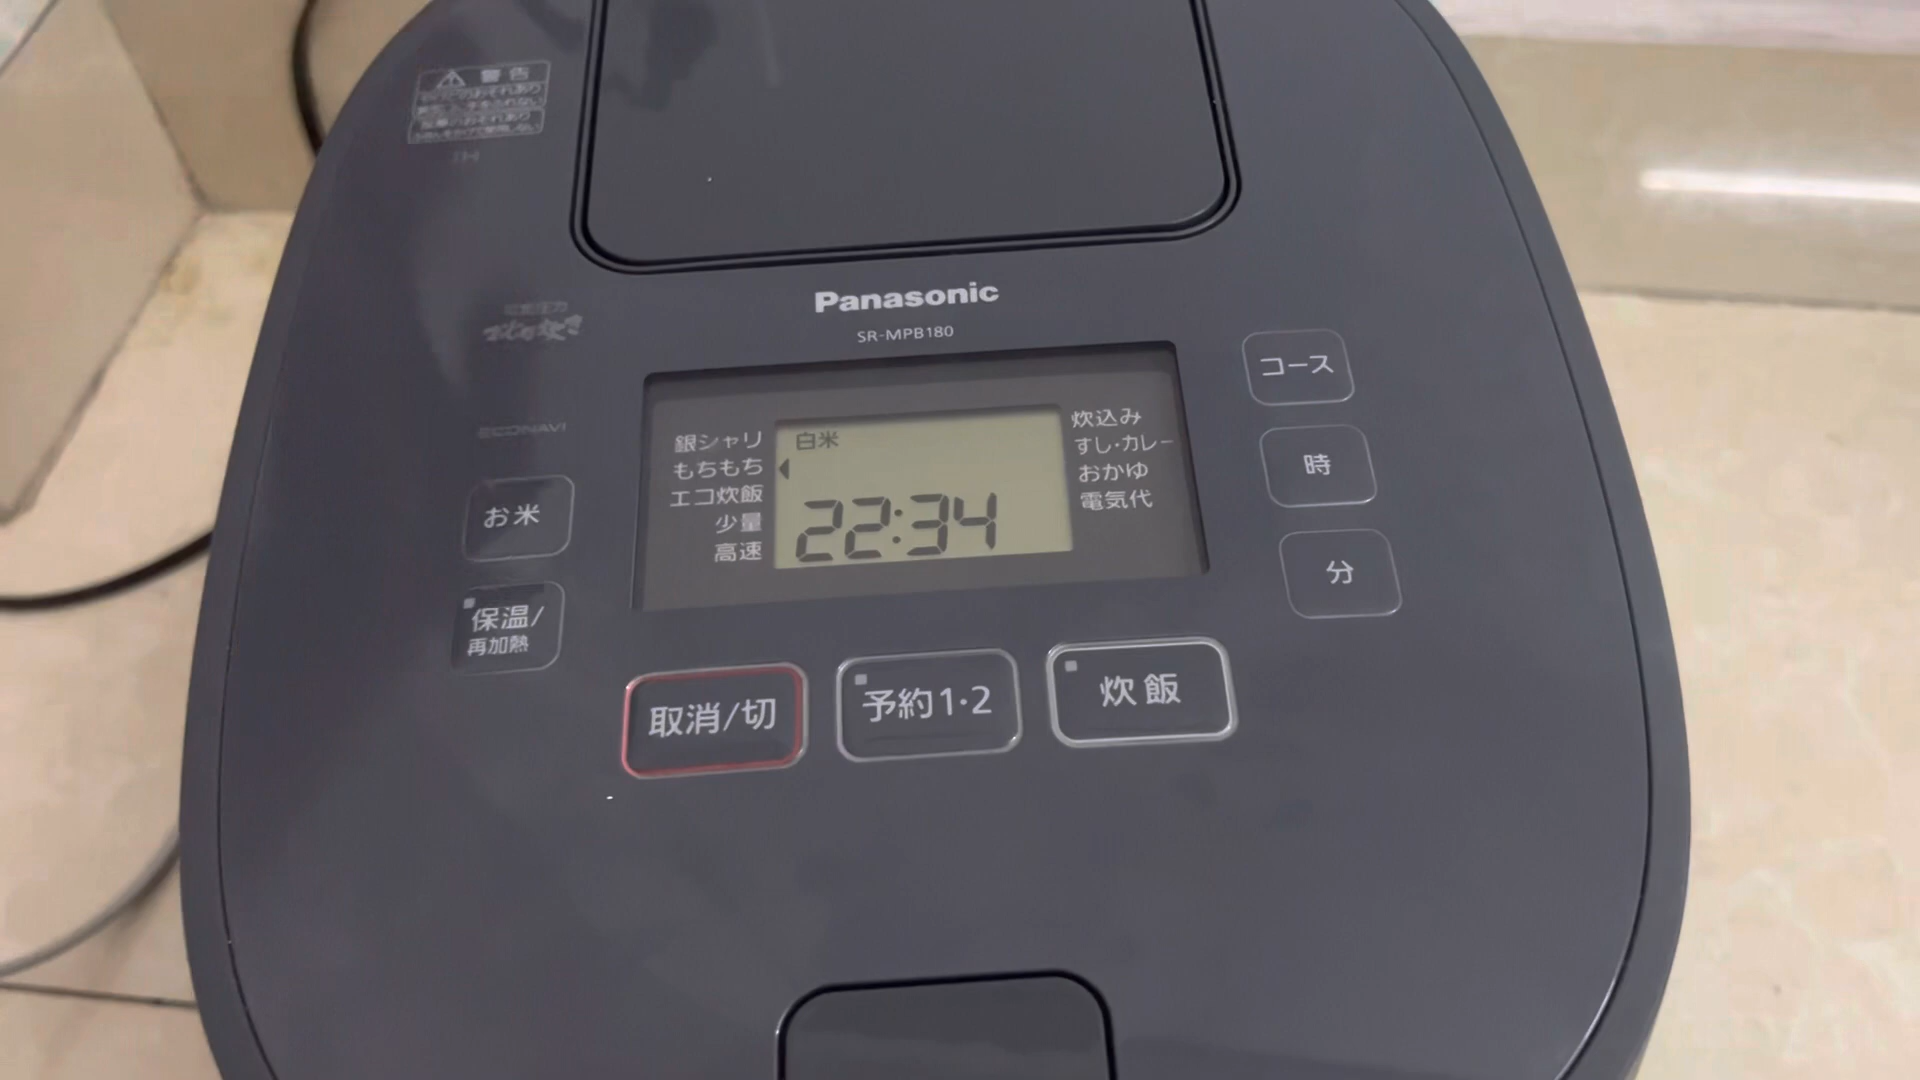 警告
Panasonic
SR-MPB180
ECONAVI
銀シャリ
もちもち
エコ炊飯
少量
高速
白米
22:34
炊込み
すし・カレー
おかゆ
電気代
コース
時
分
お米
保温/
再加熱
取消/切
予約1・2
炊飯